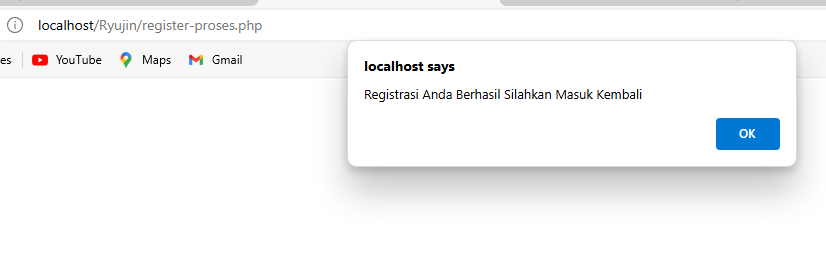 localhost/Ryujin/register-proses.php
es YouTube Maps Gmail
localhost says
Registrasi Anda Berhasil Silahkan Masuk Kembali
OK